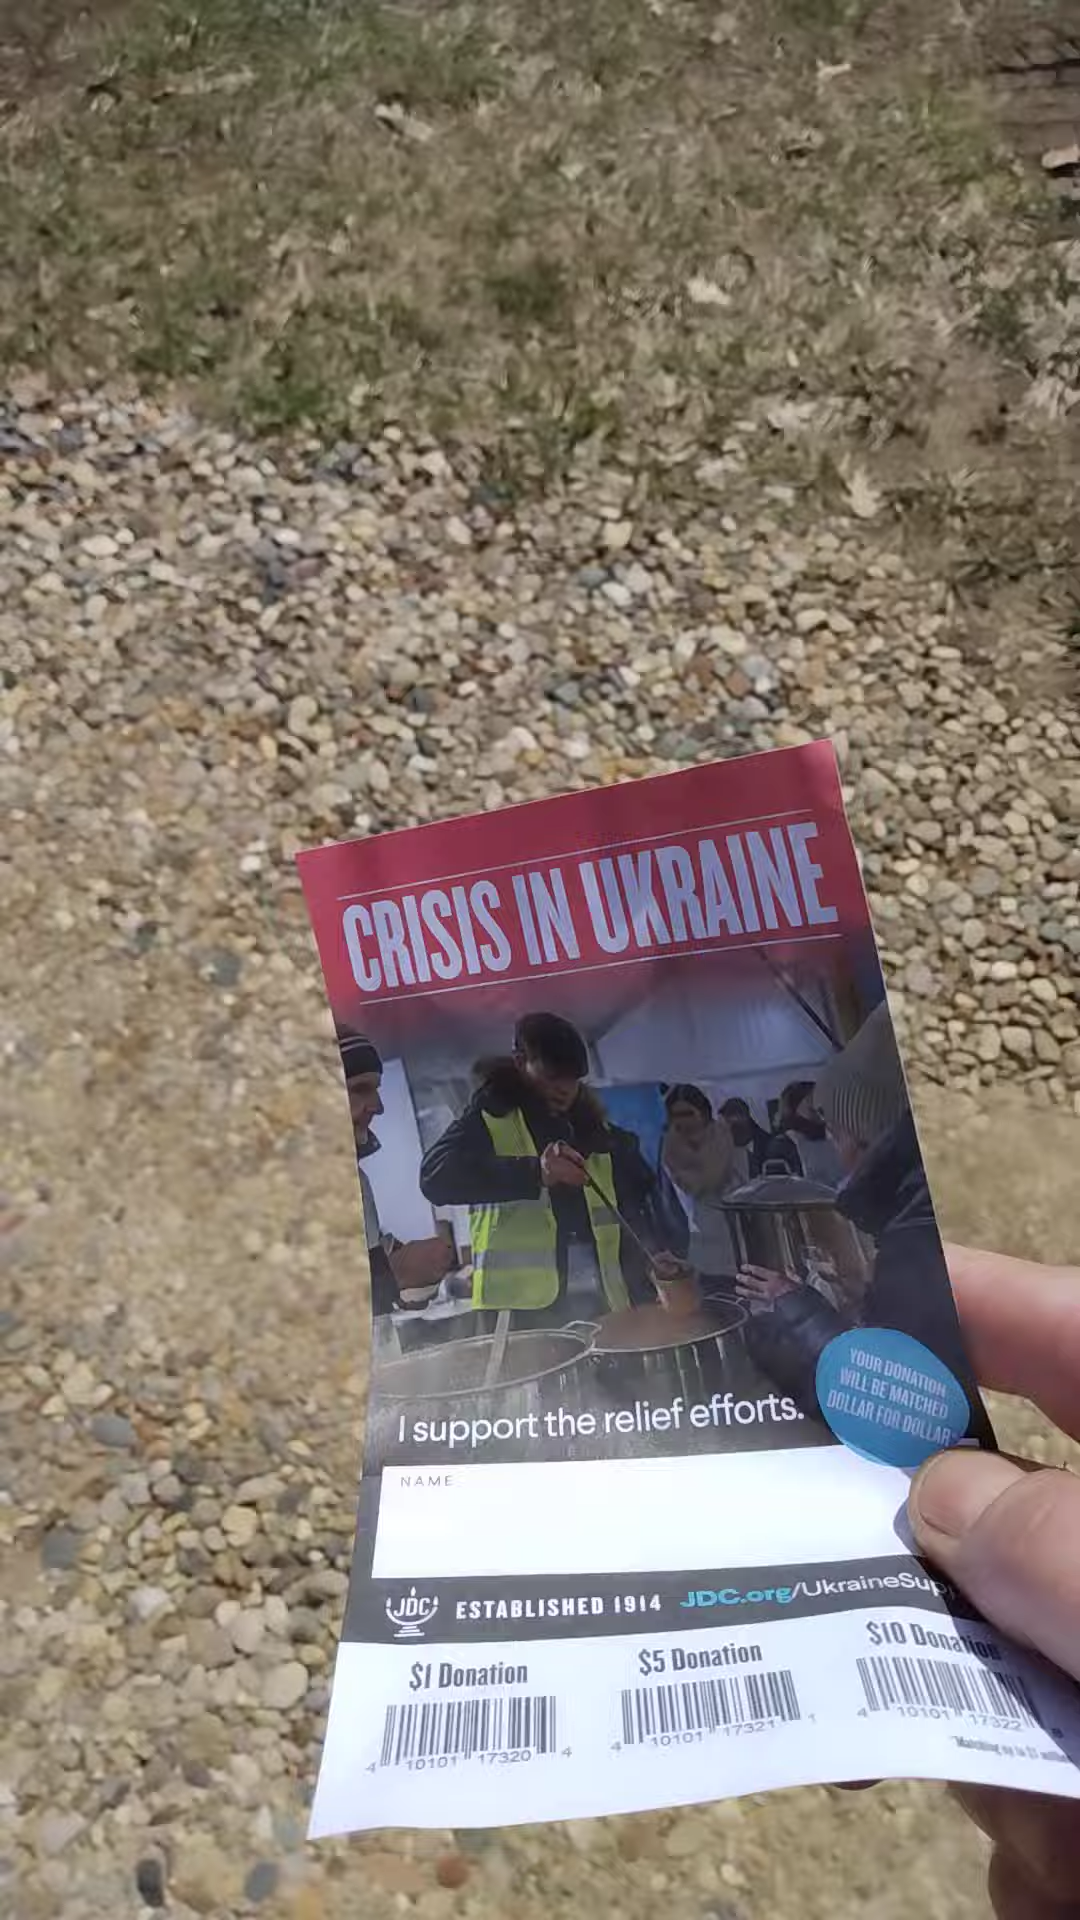 CRISIS IN UKRAINE
I support the relief efforts.
YOUR DONATION
WILL BE MATCHED
DOLLAR FOR DOLLAR
NAME
JDC
ESTABLISHED 1914
JDC.org/UkraineSupp
$1 Donation
$5 Donation
$10 Donation
4 10101 17320 4
4 10101 17321 1
4 10101 17322 8